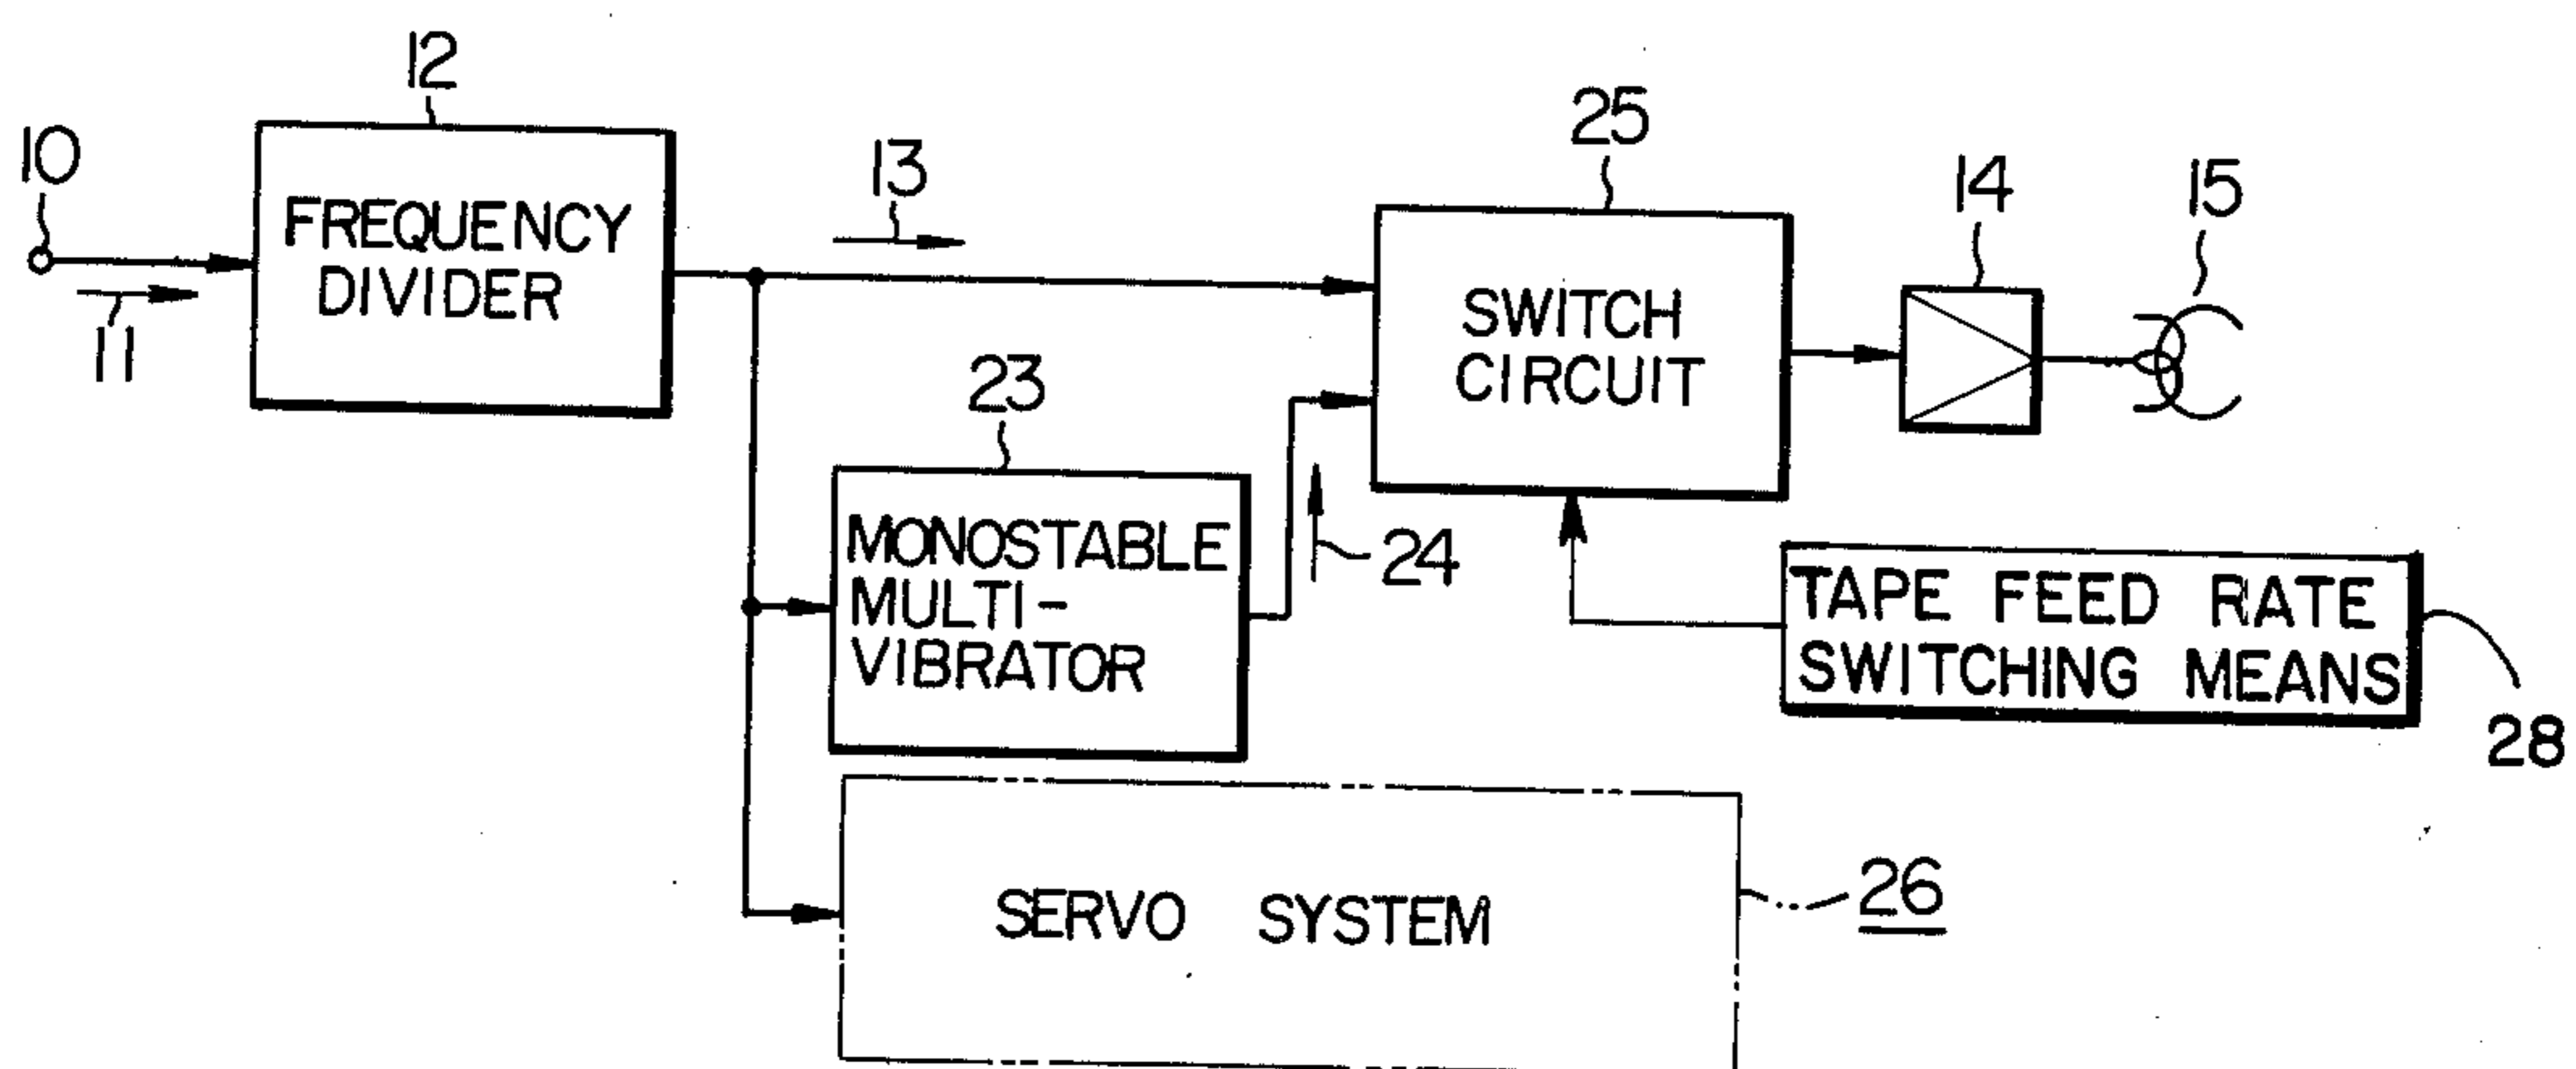 12
10
FREQUENCY
DIVIDER
11
13
25
SWITCH
CIRCUIT
14
15
23
MONOSTABLE
MULTI-
VIBRATOR
24
TAPE FEED RATE
SWITCHING MEANS
28
SERVO SYSTEM
26